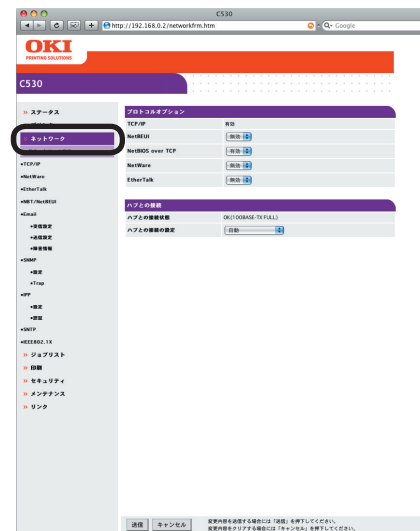 C530
http://192.168.0.2/networkfrm.htm
Google
OKI
PRINTING SOLUTIONS
C530
ステータス
ネットワーク
•TCP/IP
•NetWare
•EtherTalk
•NBT/NetBEUI
•Email
•受信設定
•送信設定
•障害情報
•SNMP
•設定
•Trap
•IPP
•設定
•認証
•SNTP
•IEEE802.1X
ジョブリスト
印刷
セキュリティ
メンテナンス
リンク
プロトコルオプション
TCP/IP 有効
NetBEUI 無効
NetBIOS over TCP 有効
NetWare 無効
EtherTalk 無効
ハブとの接続
ハブとの接続状態 OK(100BASE-TX FULL)
ハブとの接続の設定 自動
送信 キャンセル
変更内容を送信する場合には「送信」を押下してください。
変更内容をクリアする場合には「キャンセル」を押下してください。